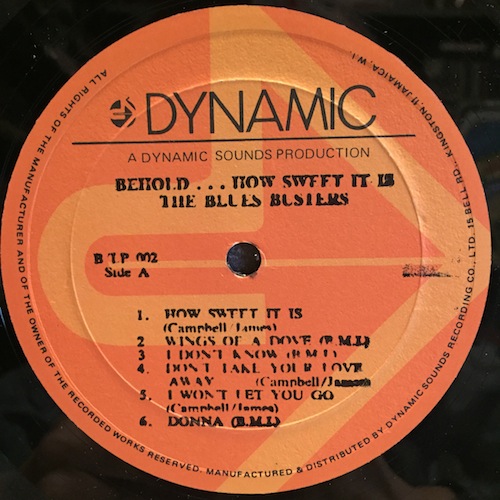 DYNAMIC
A DYNAMIC SOUNDS PRODUCTION
BEHOLD . . . HOW SWEET IT IS
THE BLUES BUSTERS
B T P 002
Side A
1. HOW SWEET IT IS
(Campbell/James)
2 WINGS OF A DOVE (B.M.I.)
3 I DON'T KNOW (B.M.I.)
4. DON'T TAKE YOUR LOVE
AWAY (Campbell/James)
5. I WON'T LET YOU GO
(Campbell/James)
6. DONNA (B.M.I.)
ALL RIGHTS OF THE MANUFACTURER AND OF THE OWNER OF THE RECORDED WORKS RESERVED. MANUFACTURED & DISTRIBUTED BY DYNAMIC SOUNDS RECORDING CO., LTD. 15 BELL RD., KINGSTON 11 JAMAICA, W.I.